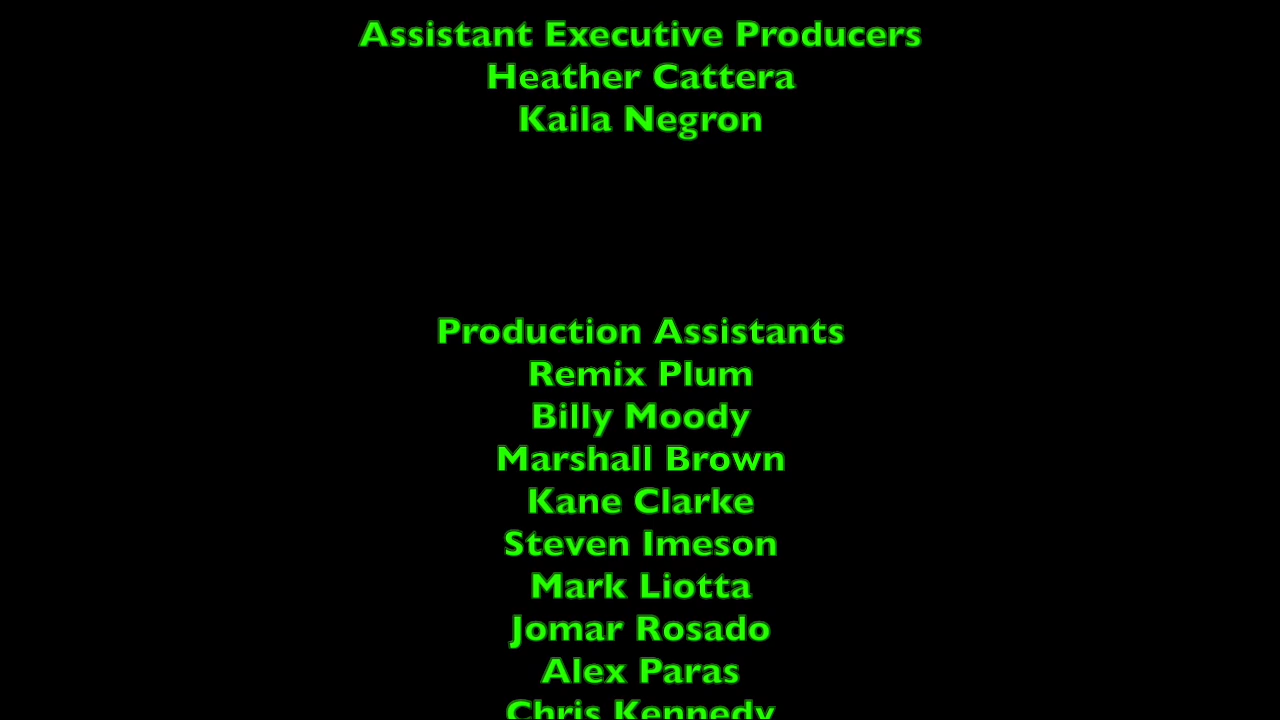 Assistant Executive Producers
Heather Cattera
Kaila Negron
Production Assistants
Remix Plum
Billy Moody
Marshall Brown
Kane Clarke
Steven Imeson
Mark Liotta
Jomar Rosado
Alex Paras
Chris Kennedy